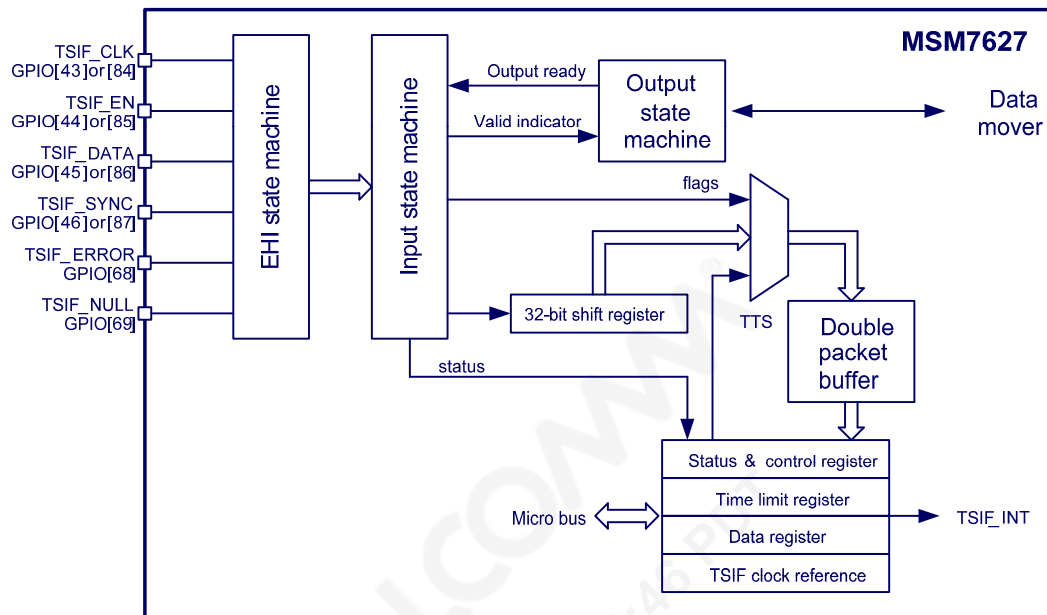 MSM7627
TSIF_CLK
GPIO[43]or[84]
TSIF_EN
GPIO[44]or[85]
TSIF_DATA
GPIO[45]or[86]
TSIF_SYNC
GPIO[46]or[87]
TSIF_ERROR
GPIO[68]
TSIF_NULL
GPIO[69]
EHI state machine
Input state machine
Output ready
Valid indicator
Output
state
machine
Data
mover
flags
32-bit shift register
TTS
Double
packet
buffer
status
Status & control register
Time limit register
Data register
TSIF clock reference
Micro bus
TSIF_INT